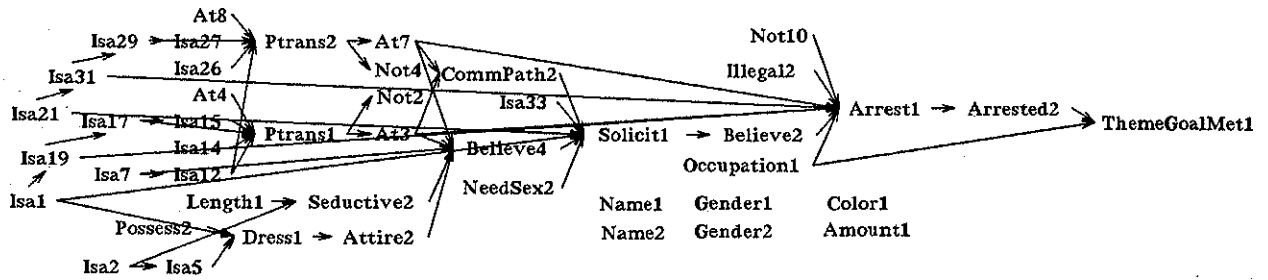 At8
Isa29 Isa27 Ptrans2 At7 Not10
Isa31 Isa26 Not4 CommPath2 Illegal2
Isa21 At4 Not2 Isa33 Arrest1 Arrested2
Isa17 Isa15 Ptrans1 At3 Solicit1 Believe2 ThemeGoalMet1
Isa19 Isa14 Believe4
Isa7 Isa12 Occupation1
Isa1 Length1 Seductive2 NeedSex2 Name1 Gender1 Color1
Possess2 Dress1 Attire2 Name2 Gender2 Amount1
Isa2 Isa5